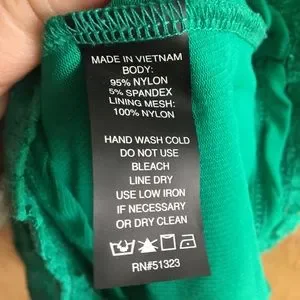 MADE IN VIETNAM
BODY:
95% NYLON
5% SPANDEX
LINING MESH:
100% NYLON
HAND WASH COLD
DO NOT USE
BLEACH
LINE DRY
USE LOW IRON
IF NECESSARY
OR DRY CLEAN
RN#51323